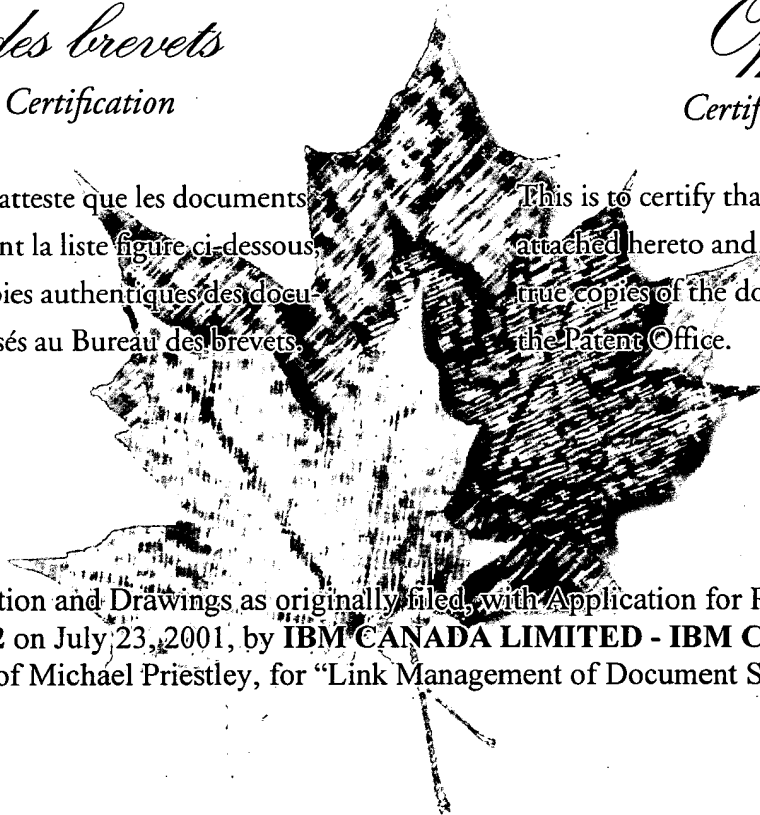 des brevets
Certification
Certif
atteste que les documents
nt la liste figure ci-dessous
pies authentiques des docu-
sés au Bureau des brevets.
This is to certify tha
attached hereto and
true copies of the do
the Patent Office.
tion and Drawings as originally filed, with Application for P
2 on July 23, 2001, by IBM CANADA LIMITED - IBM C
of Michael Priestley, for “Link Management of Document S